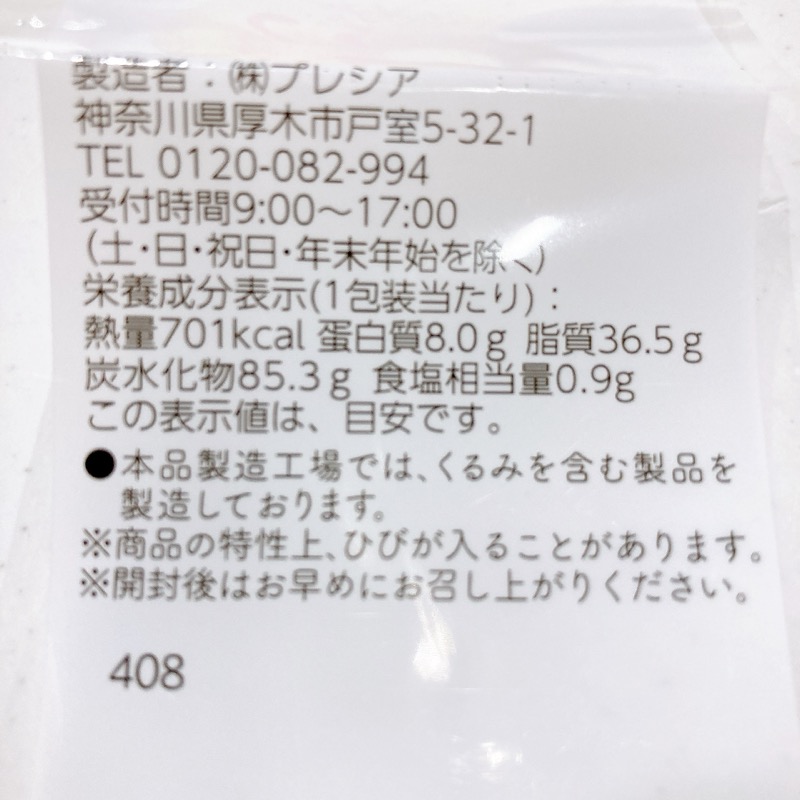 製造者：㈱プレシア
神奈川県厚木市戸室5-32-1
TEL 0120-082-994
受付時間9:00〜17:00
(土・日・祝日・年末年始を除く)
栄養成分表示(1包装当たり)：
熱量701kcal 蛋白質8.0g 脂質36.5g
炭水化物85.3g 食塩相当量0.9g
この表示値は、目安です。
●本品製造工場では、くるみを含む製品を
製造しております。
※商品の特性上、ひびが入ることがあります。
※開封後はお早めにお召し上がりください。
408